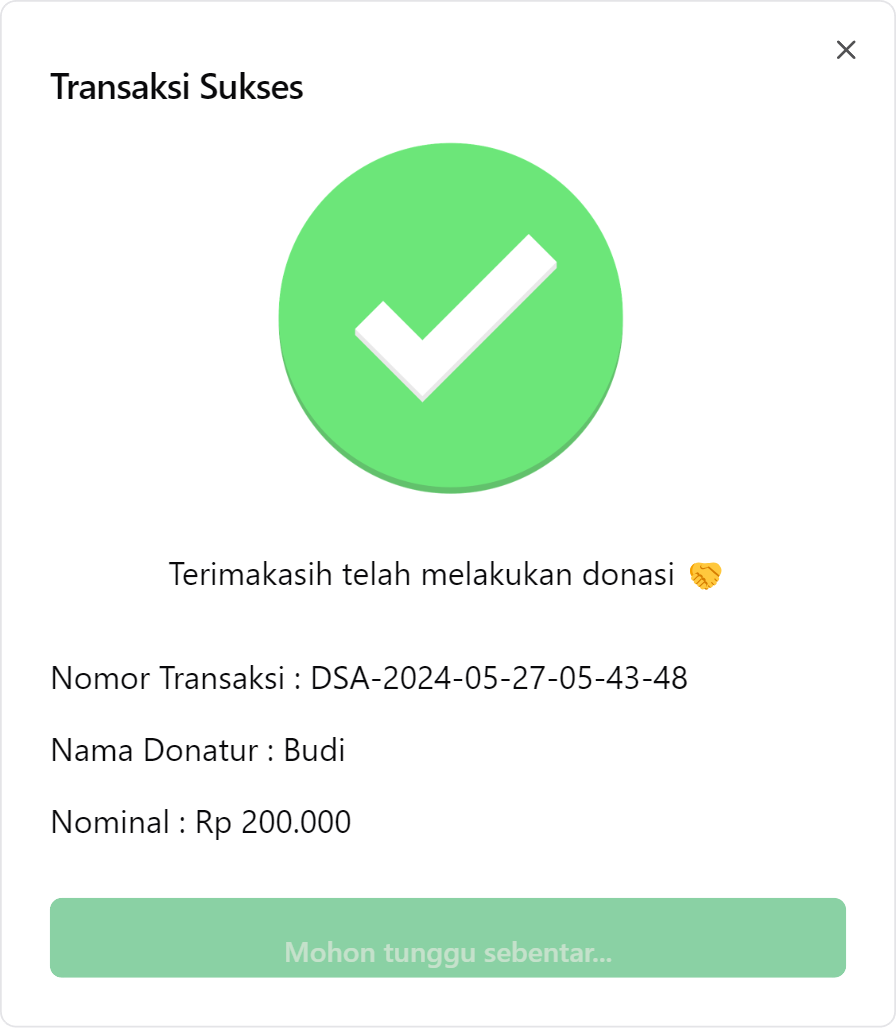 Transaksi Sukses
Terimakasih telah melakukan donasi 🤝
Nomor Transaksi : DSA-2024-05-27-05-43-48
Nama Donatur : Budi
Nominal : Rp 200.000
Mohon tunggu sebentar...